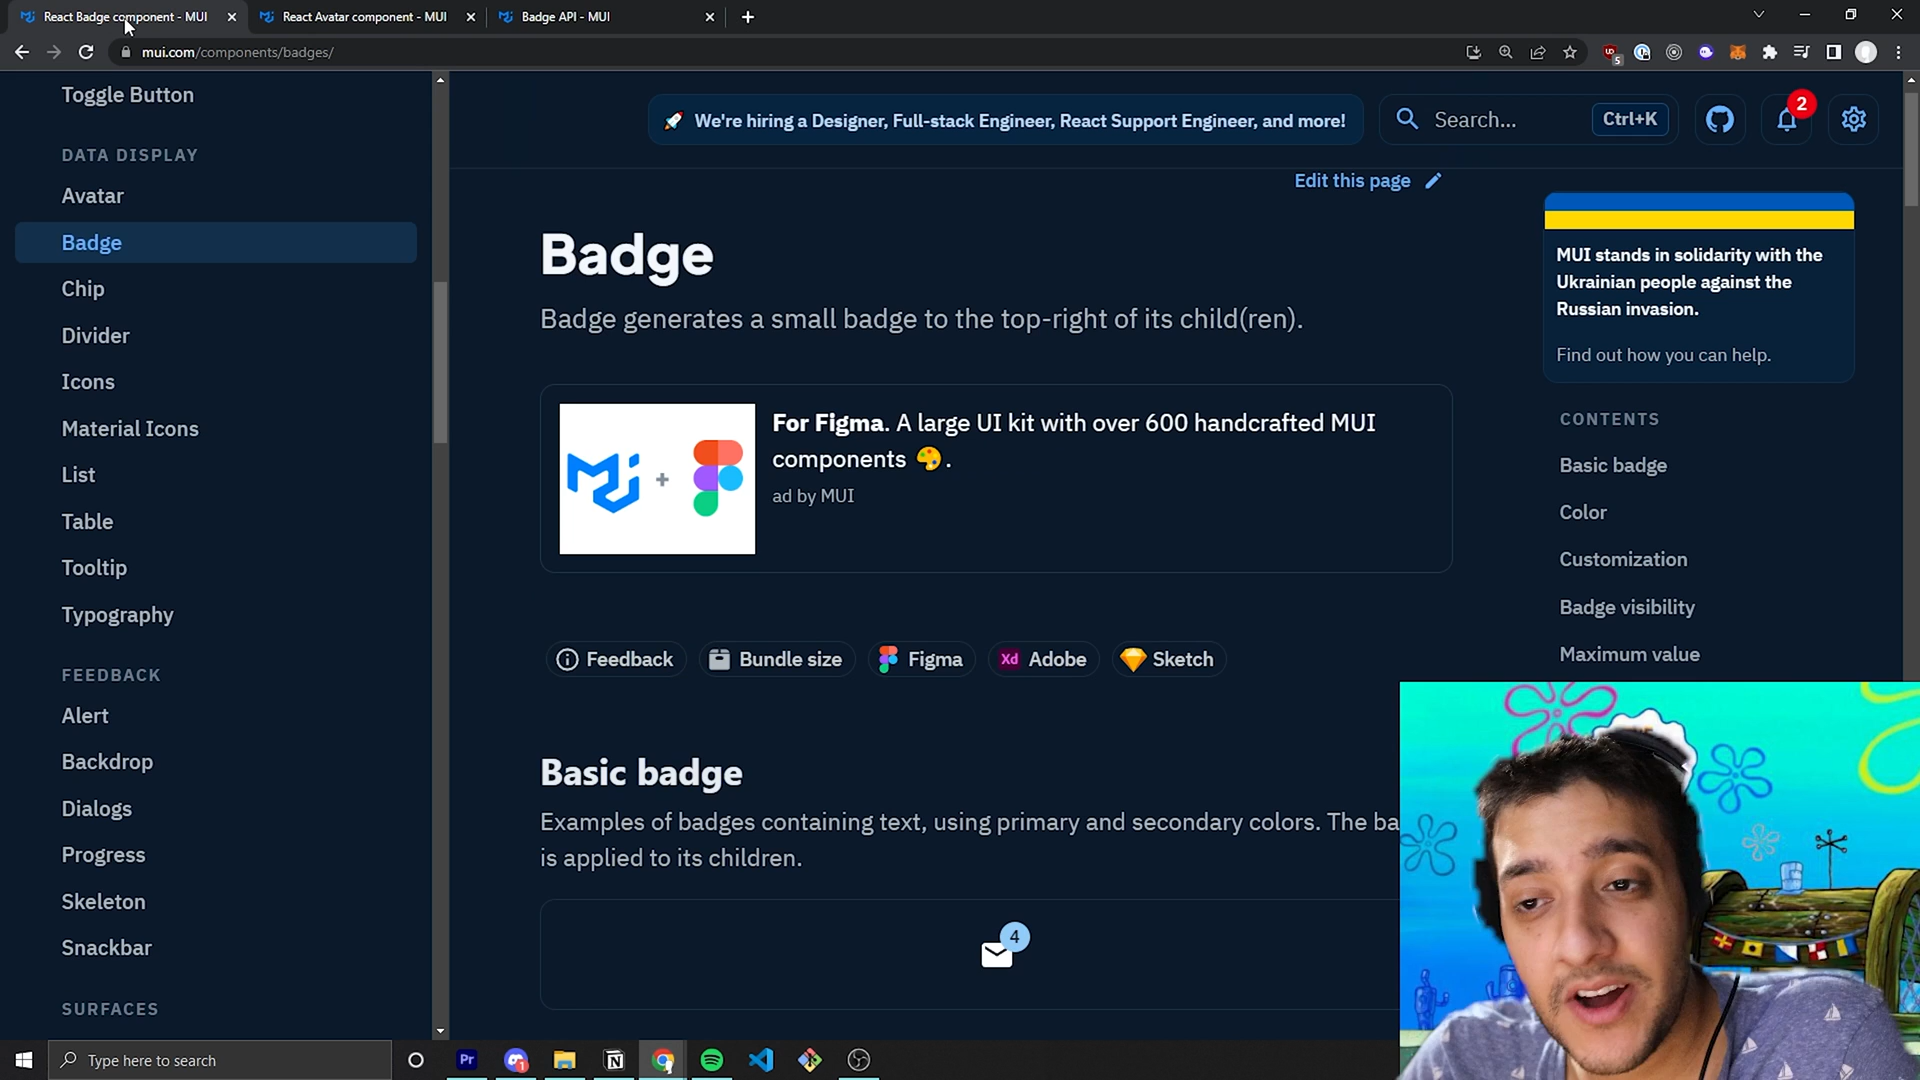 React Badge component - MUI
React Avatar component - MUI
Badge API - MUI
mui.com/components/badges/
5
Toggle Button
DATA DISPLAY
Avatar
Badge
Chip
Divider
Icons
Material Icons
List
Table
Tooltip
Typography
FEEDBACK
Alert
Backdrop
Dialogs
Progress
Skeleton
Snackbar
SURFACES
We're hiring a Designer, Full-stack Engineer, React Support Engineer, and more!
Search...
Ctrl+K
2
Edit this page
Badge
Badge generates a small badge to the top-right of its child(ren).
For Figma. A large UI kit with over 600 handcrafted MUI
components 🎨.
ad by MUI
Feedback
Bundle size
Figma
Xd Adobe
Sketch
Basic badge
Examples of badges containing text, using primary and secondary colors. The ba
is applied to its children.
4
MUI stands in solidarity with the
Ukrainian people against the
Russian invasion.
Find out how you can help.
CONTENTS
Basic badge
Color
Customization
Badge visibility
Maximum value
Type here to search
Pr
1
N